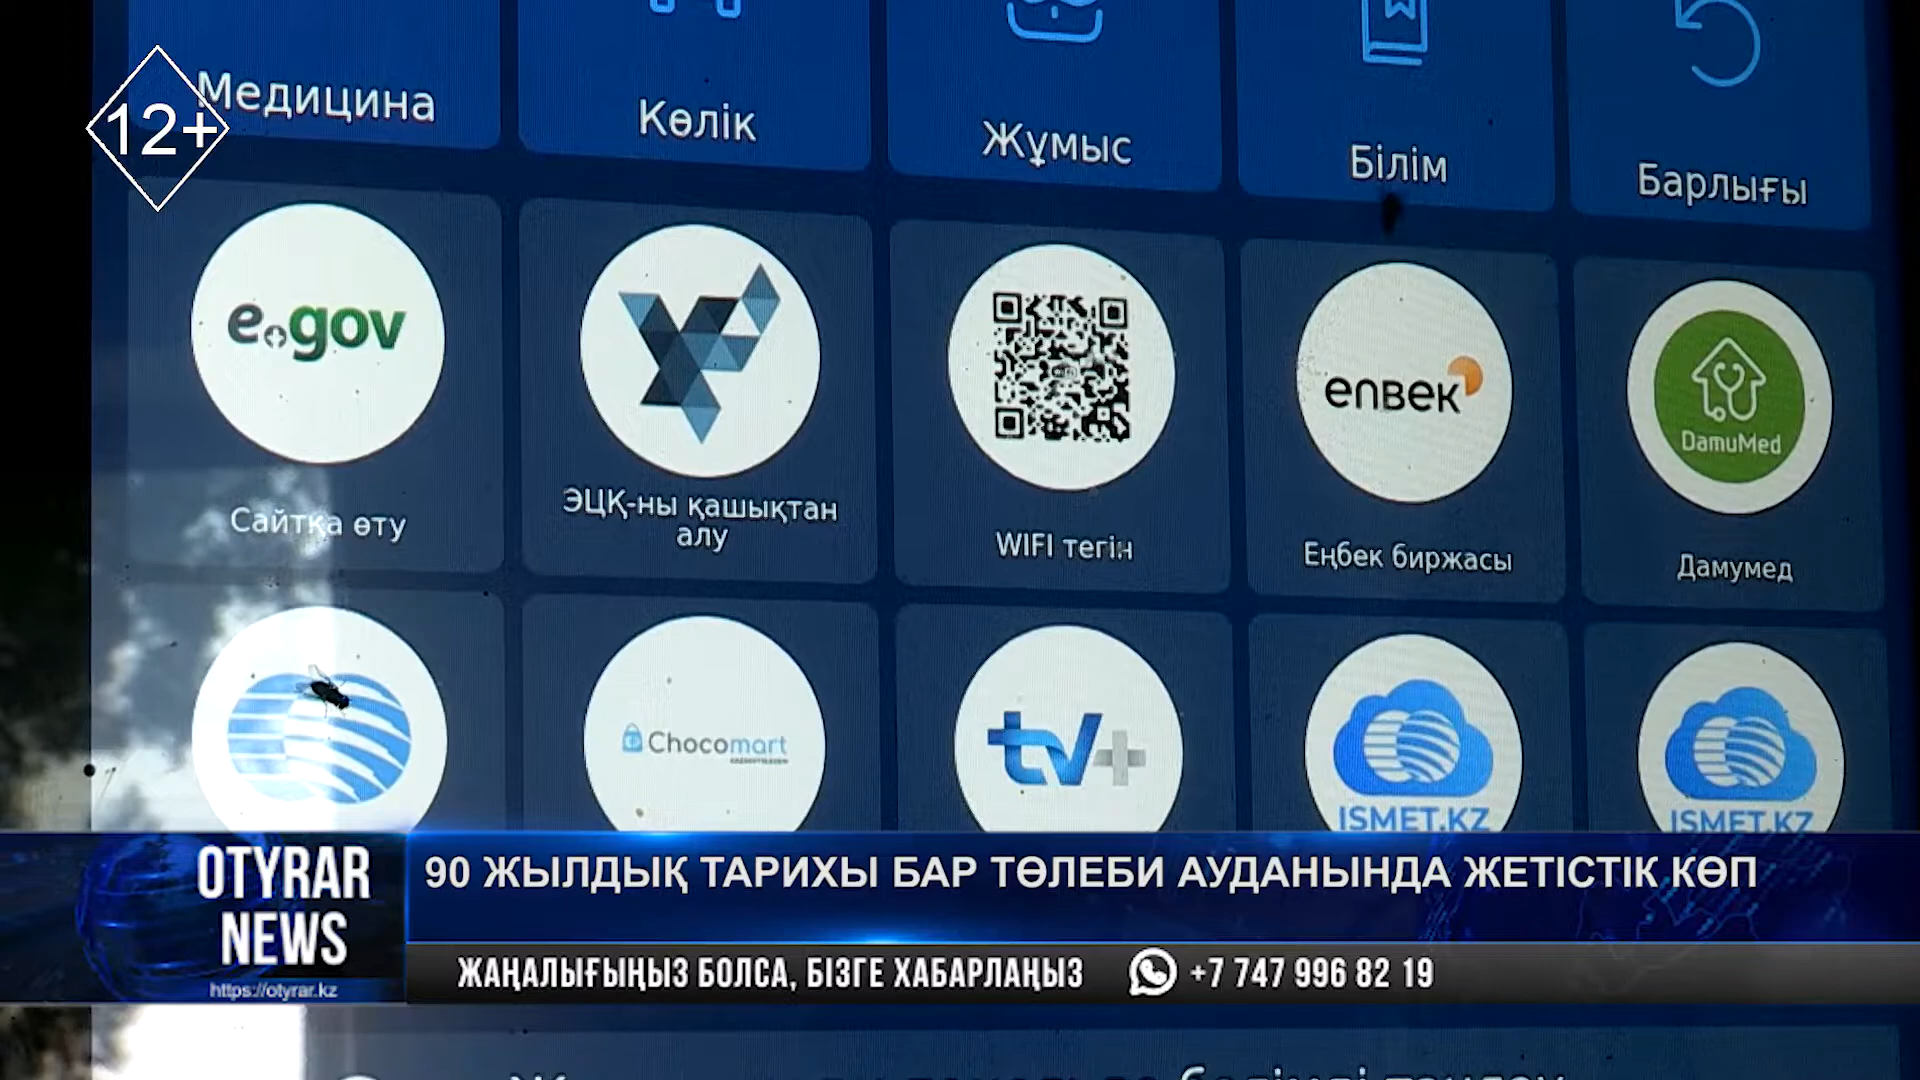 12+
Медицина
Көлік
Жұмыс
Білім
Барлығы
e.gov
Сайтқа өту
ЭЦҚ-ны қашықтан
алу
WIFI тегін
enbek
Еңбек биржасы
DamuMed
Дамумед
Chocomart
tv+
ISMET.KZ
ISMET.KZ
OTYRAR
NEWS
https://otyrar.kz
90 ЖЫЛДЫҚ ТАРИХЫ БАР ТӨЛЕБИ АУДАНЫНДА ЖЕТІСТІК КӨП
ЖАҢАЛЫҒЫҢЫЗ БОЛСА, БІЗГЕ ХАБАРЛАҢЫЗ +7 747 996 82 19